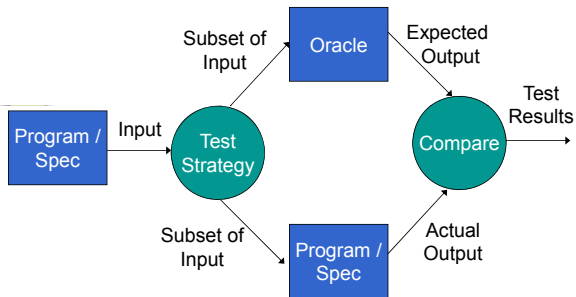 Subset of
Input
Oracle
Expected
Output
Program /
Spec
Input
Test
Strategy
Compare
Test
Results
Subset of
Input
Program /
Spec
Actual
Output